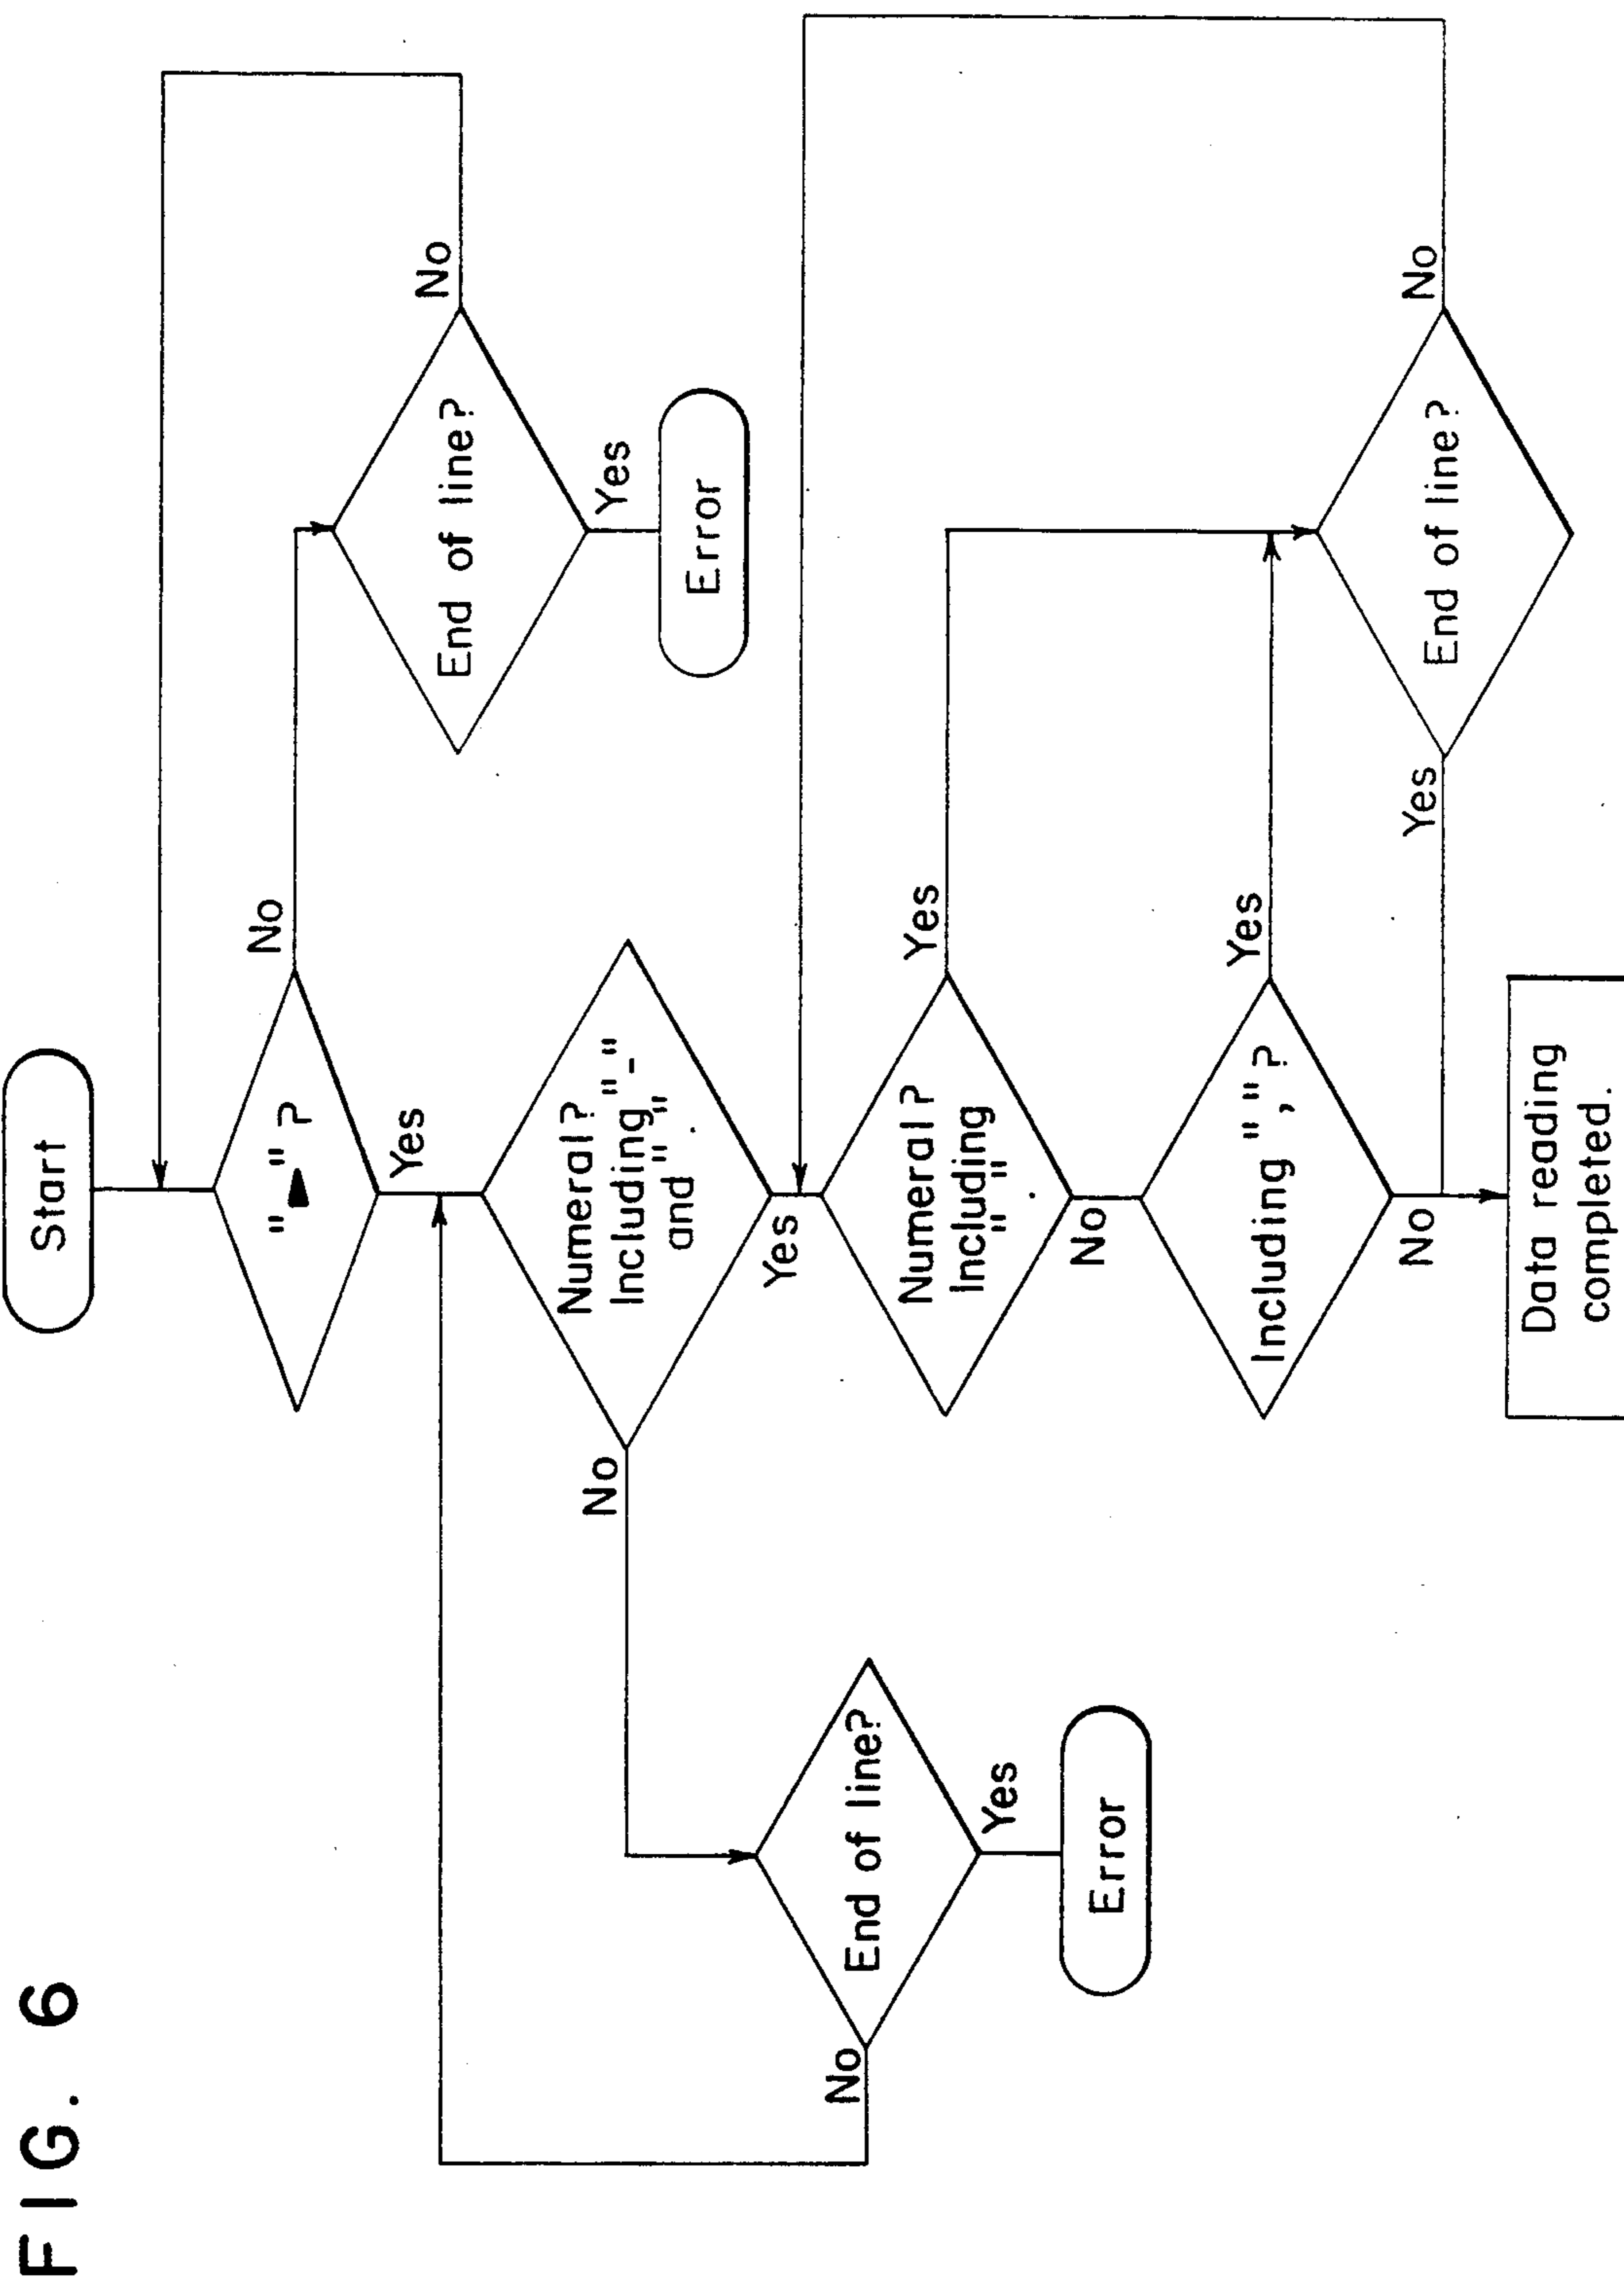 FIG. 6
Start
"▲"?
No
Yes
End of line?
No
Yes
Error
Numeral?
Including "-"
and "."
No
Yes
End of line?
No
Yes
Error
Numeral?
Including
"."
Yes
No
Including ","?
Yes
No
End of line?
No
Yes
Data reading
completed.